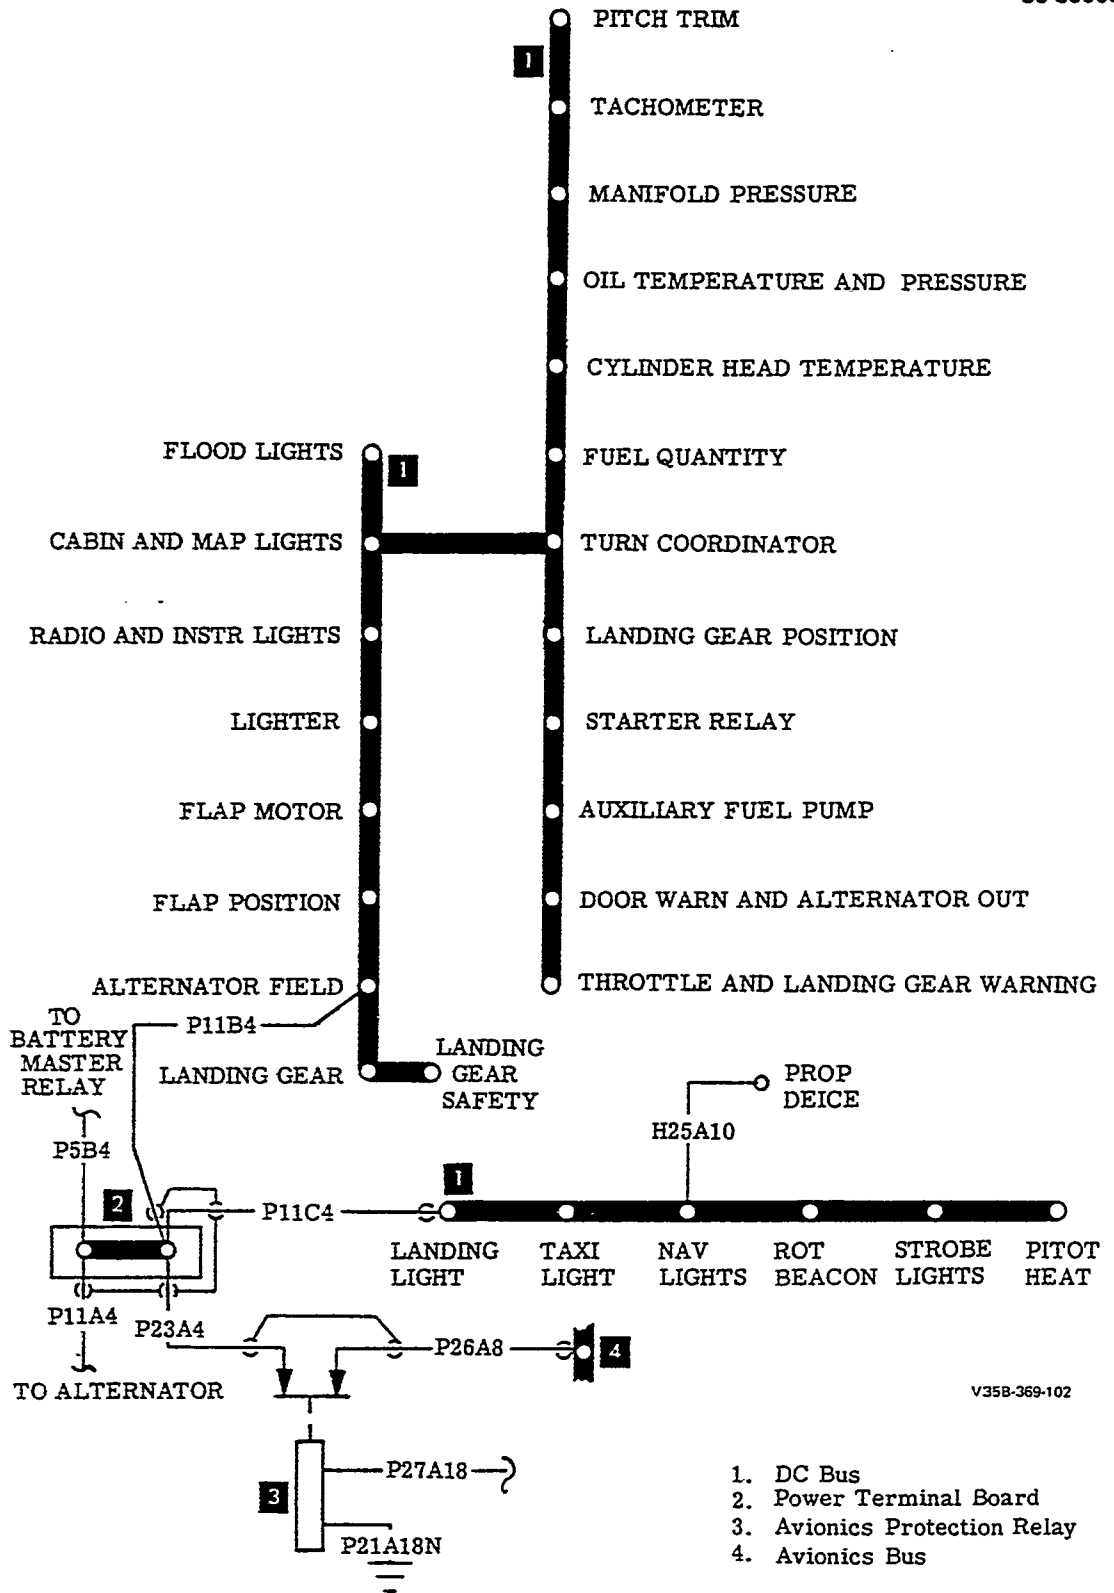 PITCH TRIM
1
TACHOMETER
MANIFOLD PRESSURE
OIL TEMPERATURE AND PRESSURE
CYLINDER HEAD TEMPERATURE
FLOOD LIGHTS
1
FUEL QUANTITY
CABIN AND MAP LIGHTS
TURN COORDINATOR
RADIO AND INSTR LIGHTS
LANDING GEAR POSITION
LIGHTER
STARTER RELAY
FLAP MOTOR
AUXILIARY FUEL PUMP
FLAP POSITION
DOOR WARN AND ALTERNATOR OUT
ALTERNATOR FIELD
THROTTLE AND LANDING GEAR WARNING
TO
BATTERY
MASTER
RELAY
P11B4
LANDING GEAR
LANDING
GEAR
SAFETY
PROP
DEICE
P5B4
H25A10
2
1
P11C4
LANDING
LIGHT
TAXI
LIGHT
NAV
LIGHTS
ROT
BEACON
STROBE
LIGHTS
PITOT
HEAT
P11A4
P23A4
P26A8
4
TO ALTERNATOR
V35B-369-102
3
P27A18
P21A18N
1. DC Bus
2. Power Terminal Board
3. Avionics Protection Relay
4. Avionics Bus